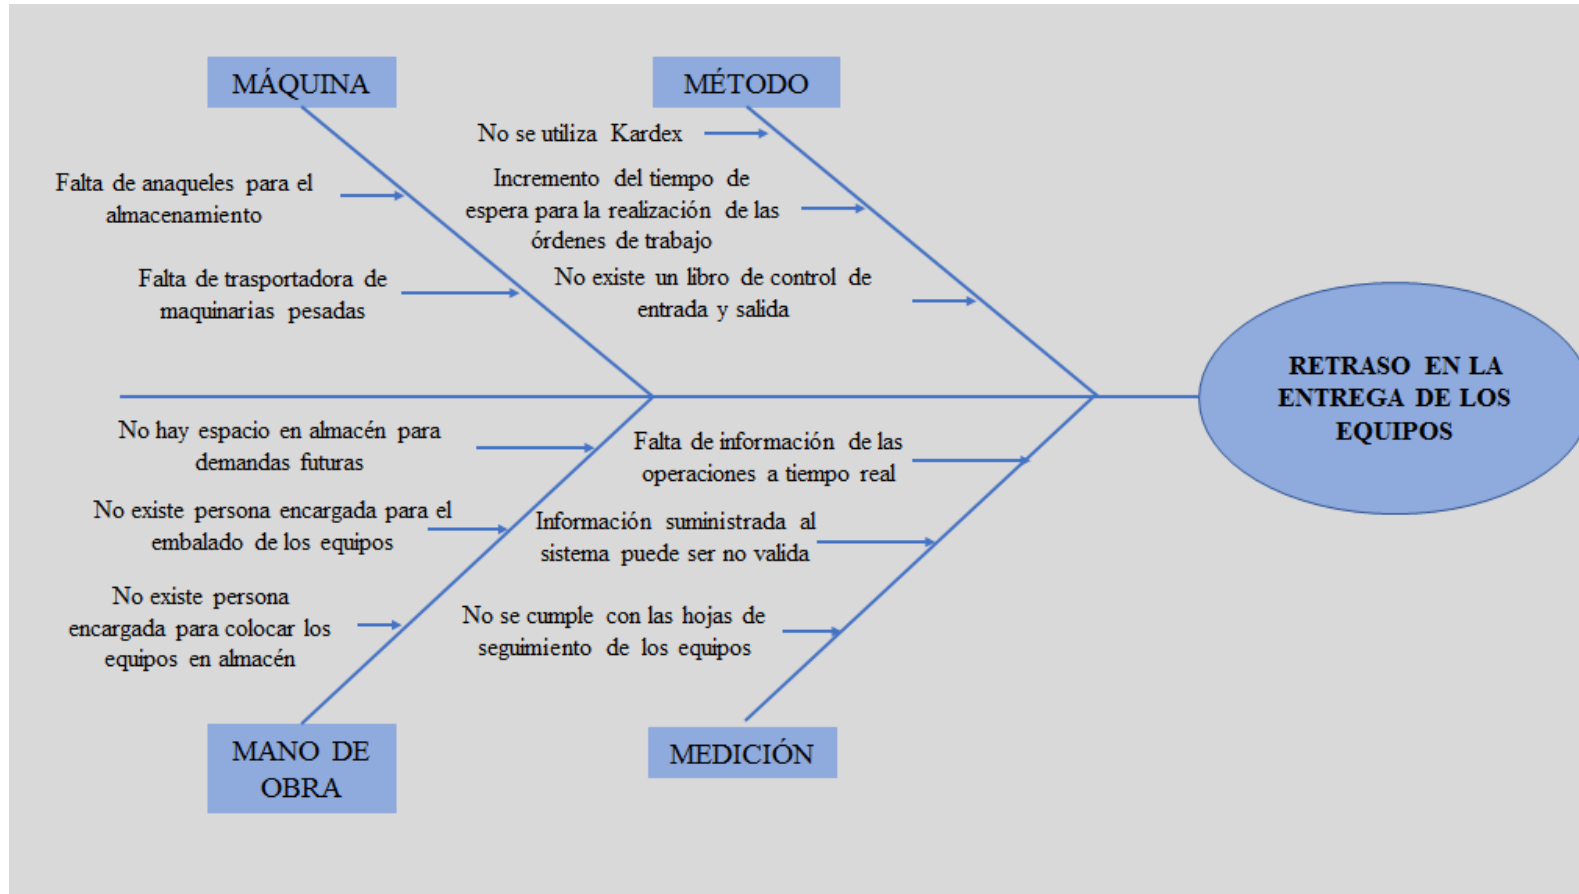 MÁQUINA
MÉTODO
No se utiliza Kardex
Falta de anaqueles para el
almacenamiento
Incremento del tiempo de
espera para la realización de las
órdenes de trabajo
Falta de trasportadora de
maquinarias pesadas
No existe un libro de control de
entrada y salida
RETRASO EN LA
ENTREGA DE LOS
EQUIPOS
No hay espacio en almacén para
demandas futuras
Falta de información de las
operaciones a tiempo real
No existe persona encargada para el
embalado de los equipos
Información suministrada al
sistema puede ser no valida
No existe persona
encargada para colocar los
equipos en almacén
No se cumple con las hojas de
seguimiento de los equipos
MANO DE
OBRA
MEDICIÓN